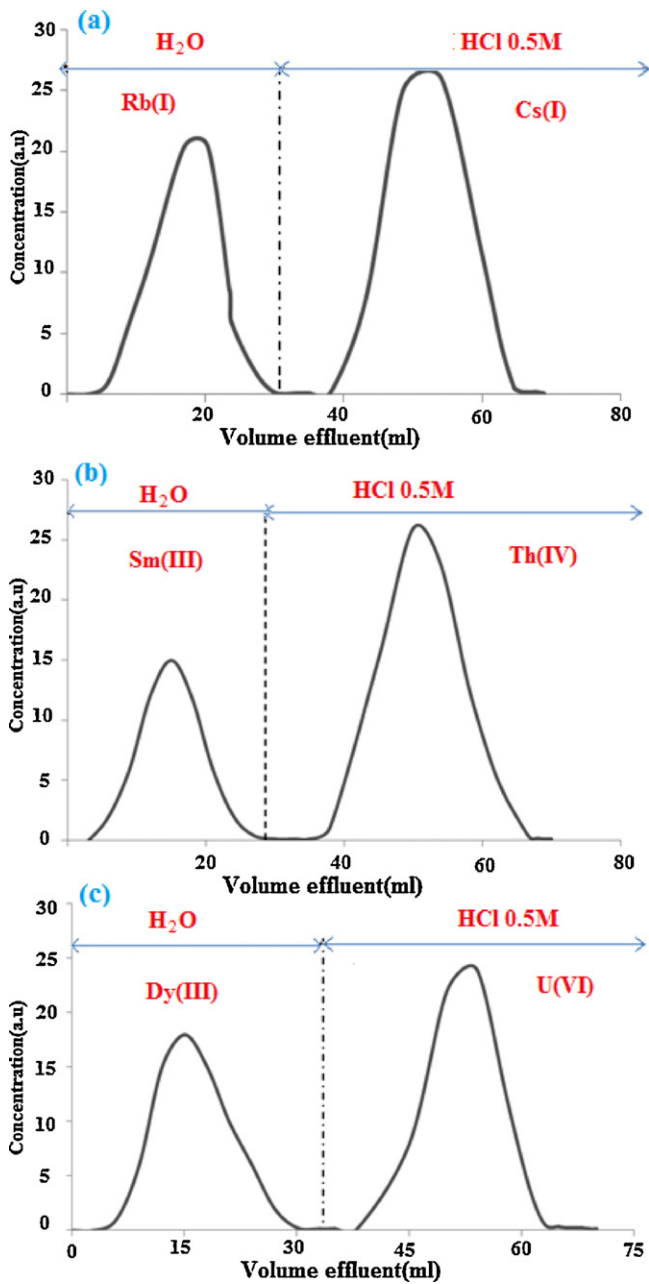 (a)
H₂O
HCl 0.5M
Rb(I)
Cs(I)
Concentration(a.u)
30
25
20
15
10
5
0
20
40
60
80
Volume effluent(ml)
(b)
H₂O
HCl 0.5M
Sm(III)
Th(IV)
Concentration(a.u)
30
25
20
15
10
5
0
20
40
60
80
Volume effluent(ml)
(c)
H₂O
HCl 0.5M
Dy(III)
U(VI)
Concentration(a.u)
30
25
20
15
10
5
0
0
15
30
45
60
75
Volume effluent(ml)